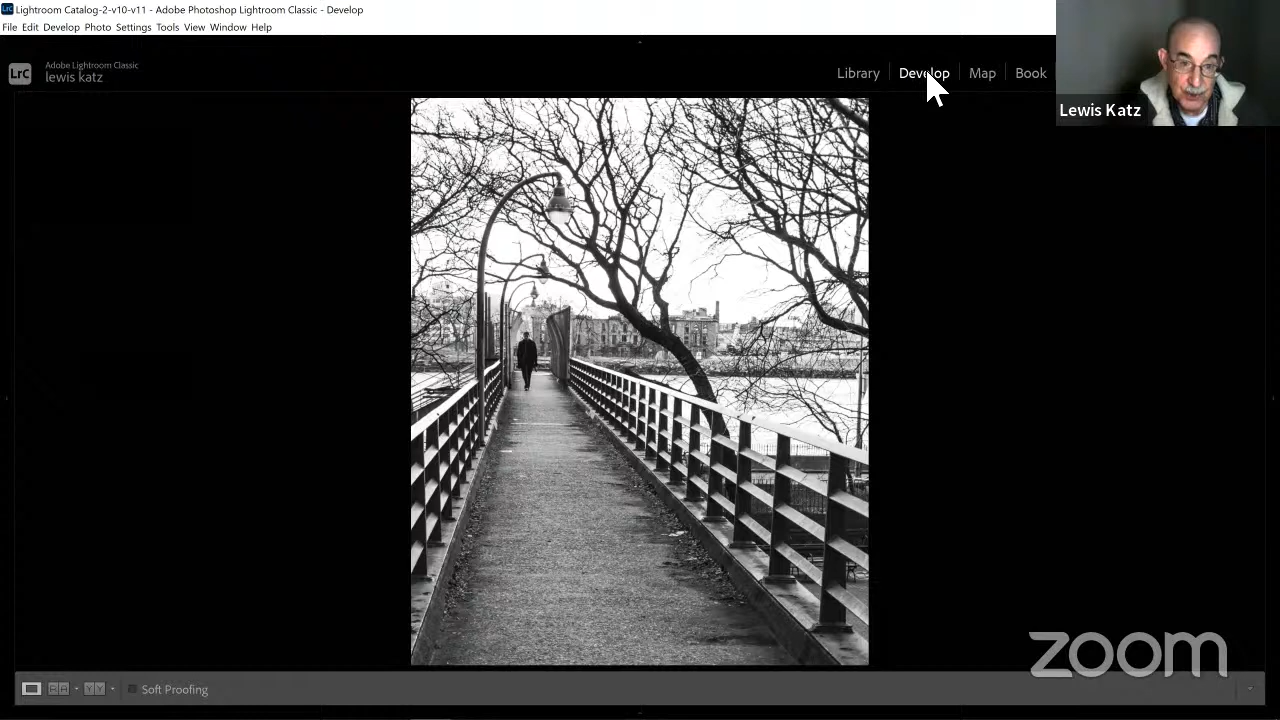 Lightroom Catalog-2-v10-v11 - Adobe Photoshop Lightroom Classic - Develop
File Edit Develop Photo Settings Tools View Window Help
LrC
Adobe Lightroom Classic
lewis katz
Library Develop Map Book
Lewis Katz
zoom
Soft Proofing